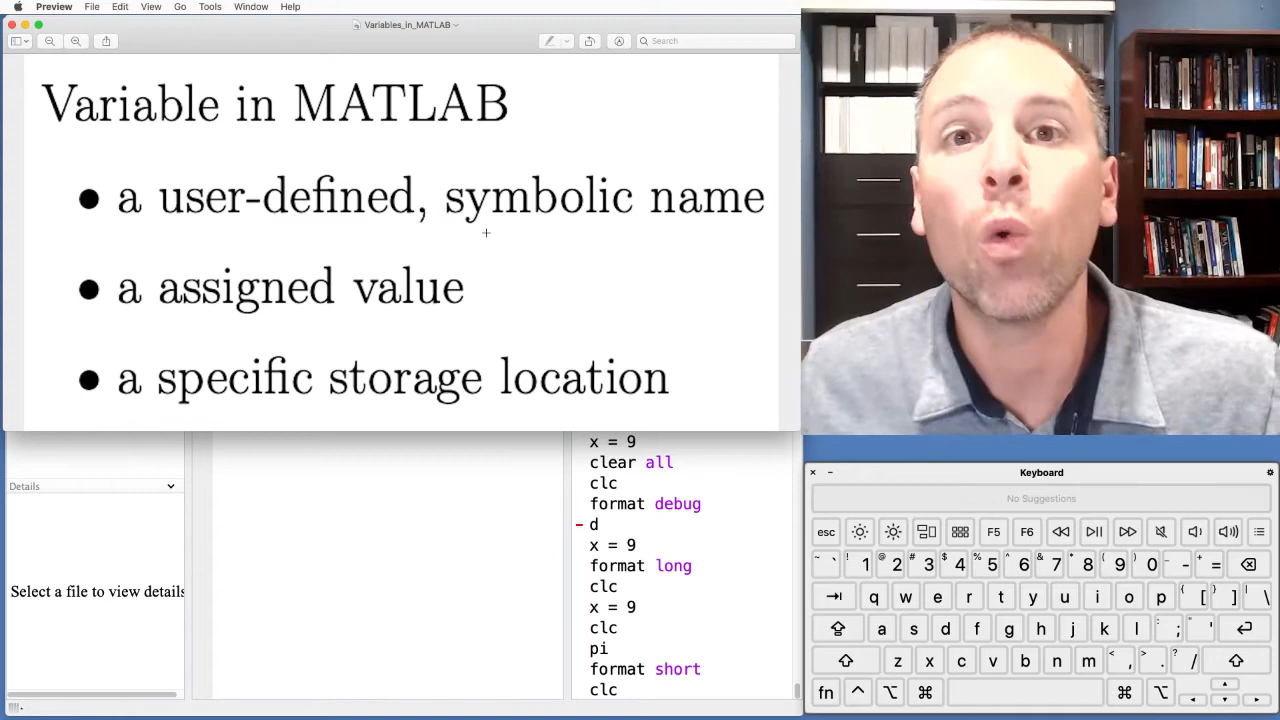 Preview File Edit View Go Tools Window Help
Variables_in_MATLAB
Search
Variable in MATLAB
• a user-defined, symbolic name
• a assigned value
• a specific storage location
Details
Select a file to view details
x = 9
clear all
clc
format debug
d
x = 9
format long
clc
x = 9
clc
pi
format short
clc
Keyboard
No Suggestions
esc F5 F6
~ ` ! 1 @ 2 # 3 $ 4 % 5 ^ 6 & 7 * 8 ( 9 ) 0 _ - + =
q w e r t y u i o p { [ } ] | \
a s d f g h j k l : ; " '
z x c v b n m < , > . ? /
fn